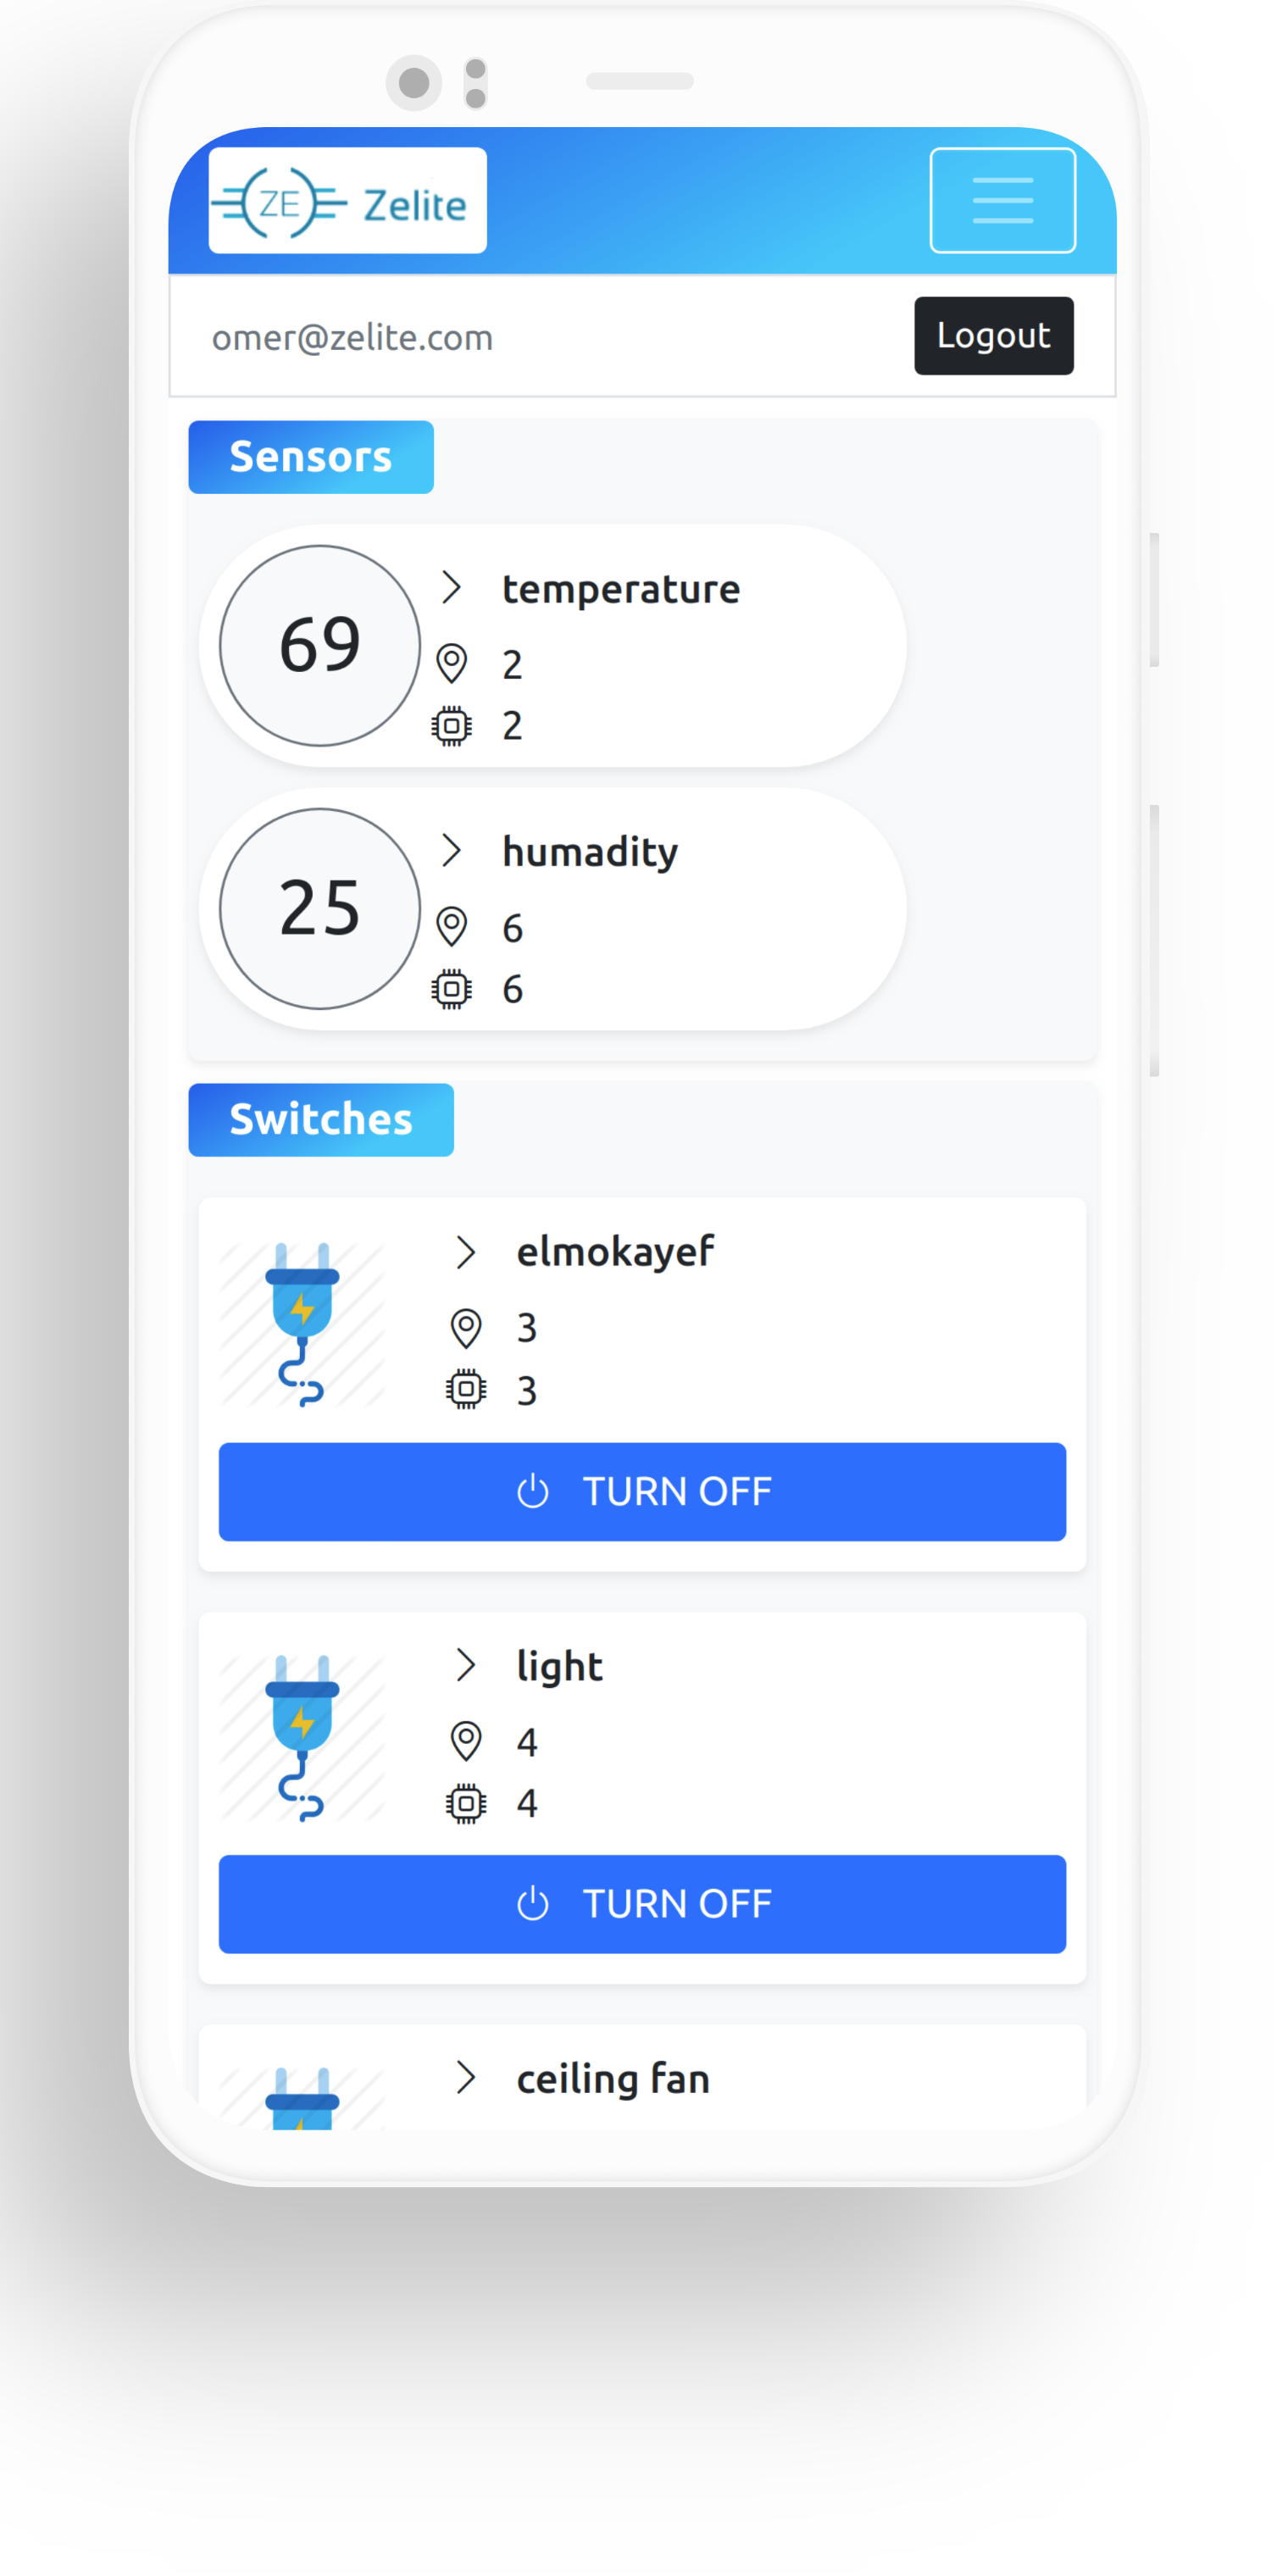 ZE Zelite
omer@zelite.com
Logout
Sensors
69
temperature
2
2
25
humadity
6
6
Switches
elmokayef
3
3
TURN OFF
light
4
4
TURN OFF
ceiling fan